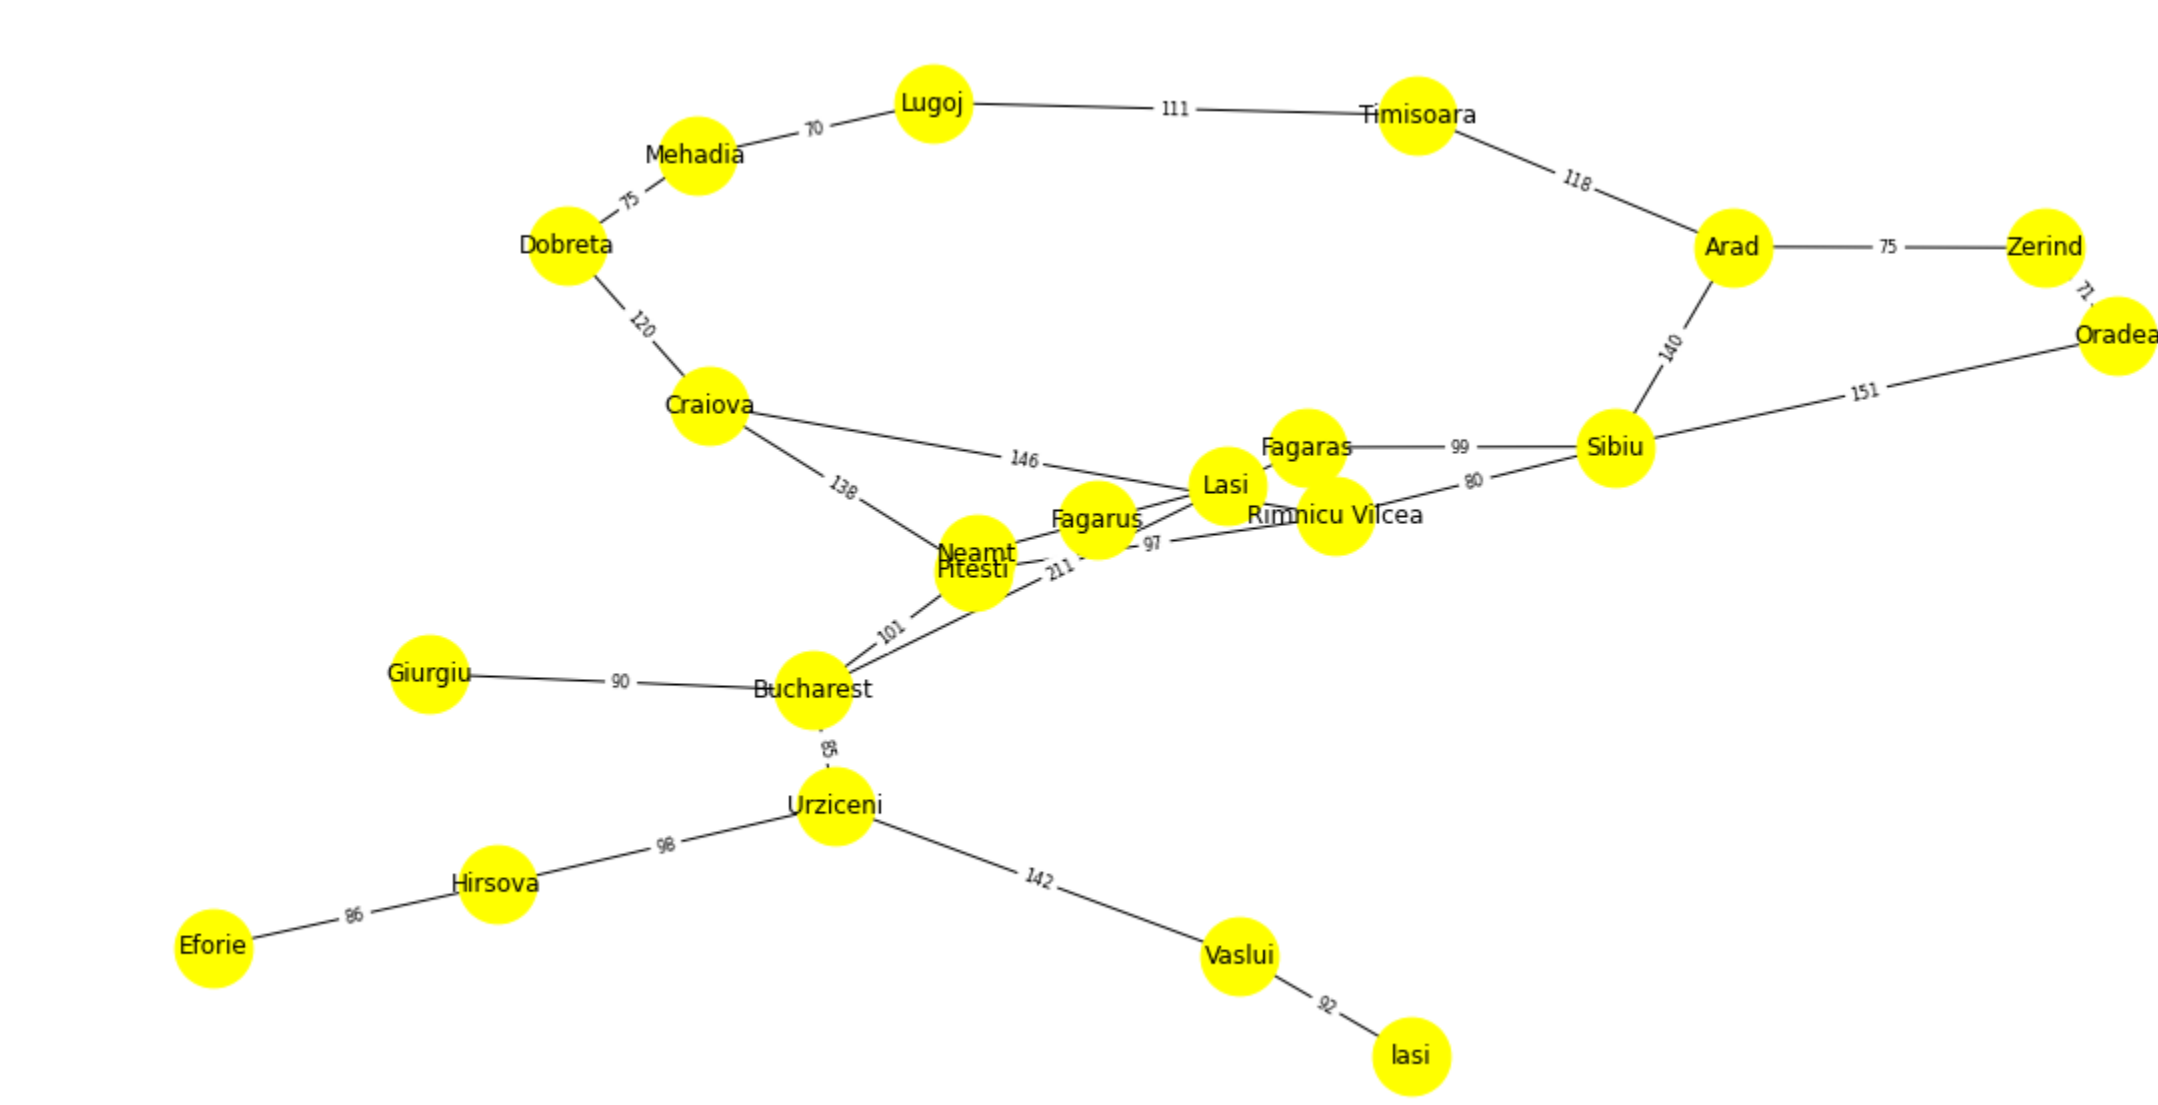 Lugoj
111
Timisoara
70
Mehadia
118
75
Dobreta
Arad
75
Zerind
71
120
Oradea
140
151
Craiova
146
Fagaras
99
Sibiu
138
Lasi
80
Fagarus
Rimnicu Vilcea
97
Neamt
Pitesti
211
101
Giurgiu
90
Bucharest
85
Urziceni
98
142
Hirsova
86
Eforie
Vaslui
92
lasi